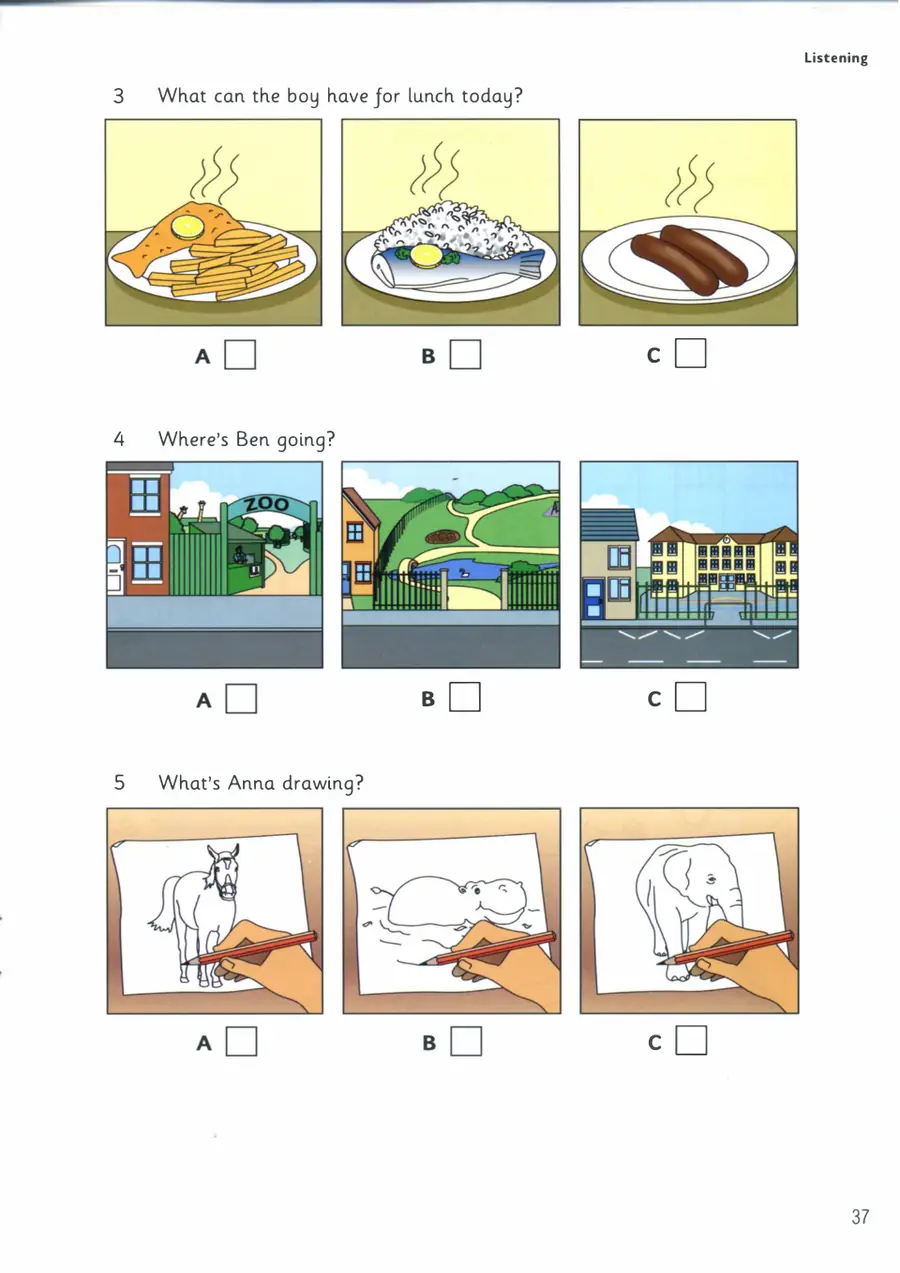 Listening
3 What can the boy have for lunch today?
A B C
4 Where's Ben going?
ZOO
A B C
5 What's Anna drawing?
A B C
37